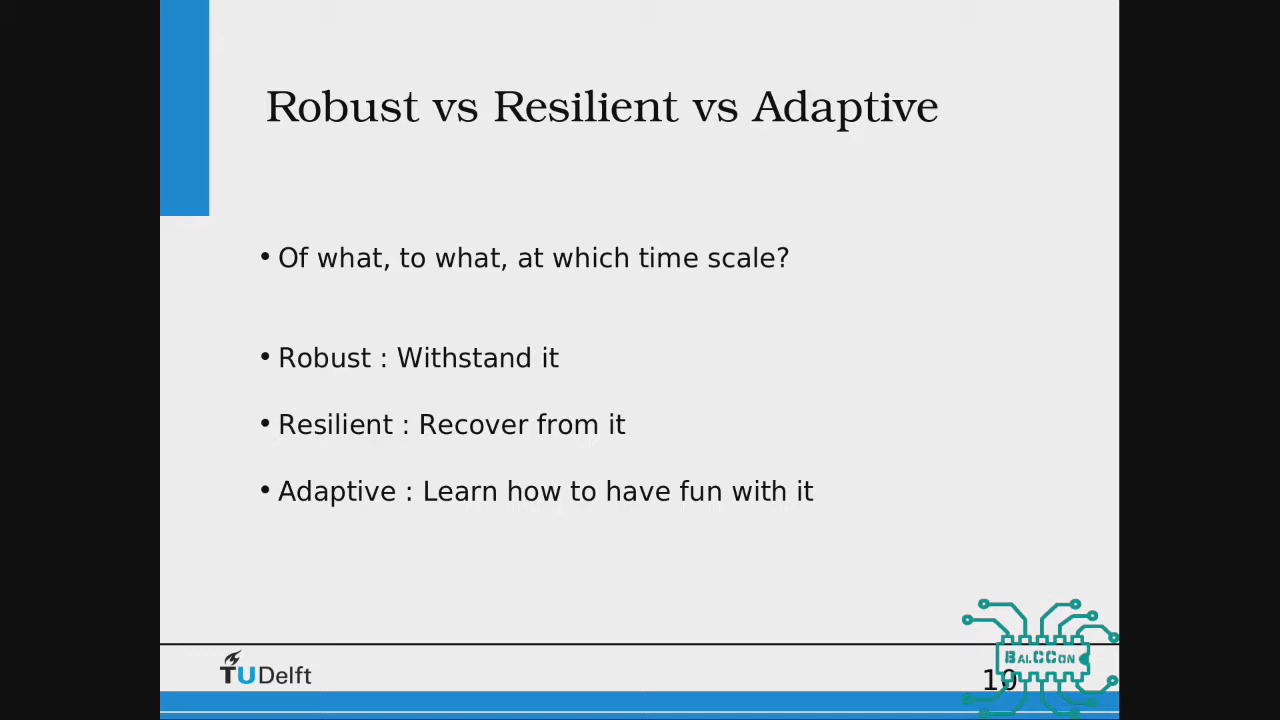 Robust vs Resilient vs Adaptive
• Of what, to what, at which time scale?
• Robust : Withstand it
• Resilient : Recover from it
• Adaptive : Learn how to have fun with it
TUDelft
BalCCon